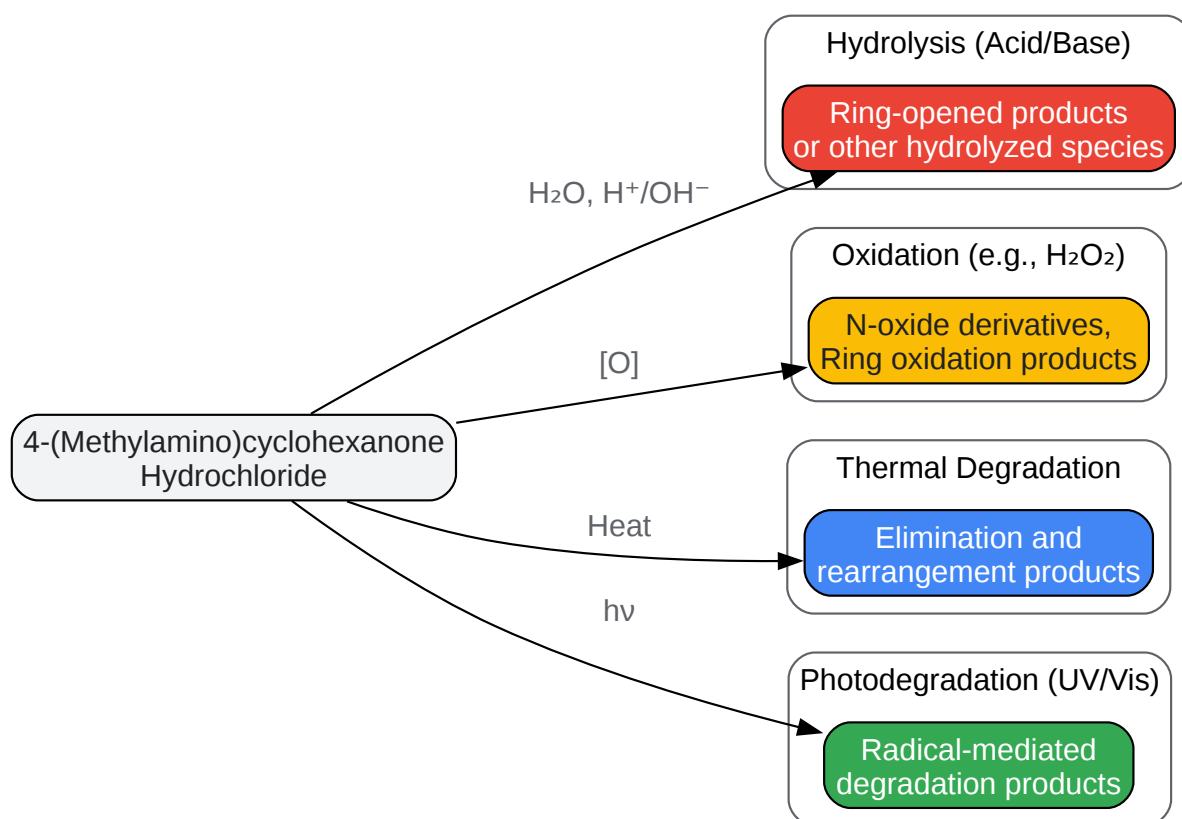 Hydrolysis (Acid/Base)
Ring-opened products
or other hydrolyzed species
H₂O, H⁺/OH⁻
Oxidation (e.g., H₂O₂)
N-oxide derivatives,
Ring oxidation products
[O]
4-(Methylamino)cyclohexanone
Hydrochloride
Thermal Degradation
Elimination and
rearrangement products
Heat
hν
Photodegradation (UV/Vis)
Radical-mediated
degradation products